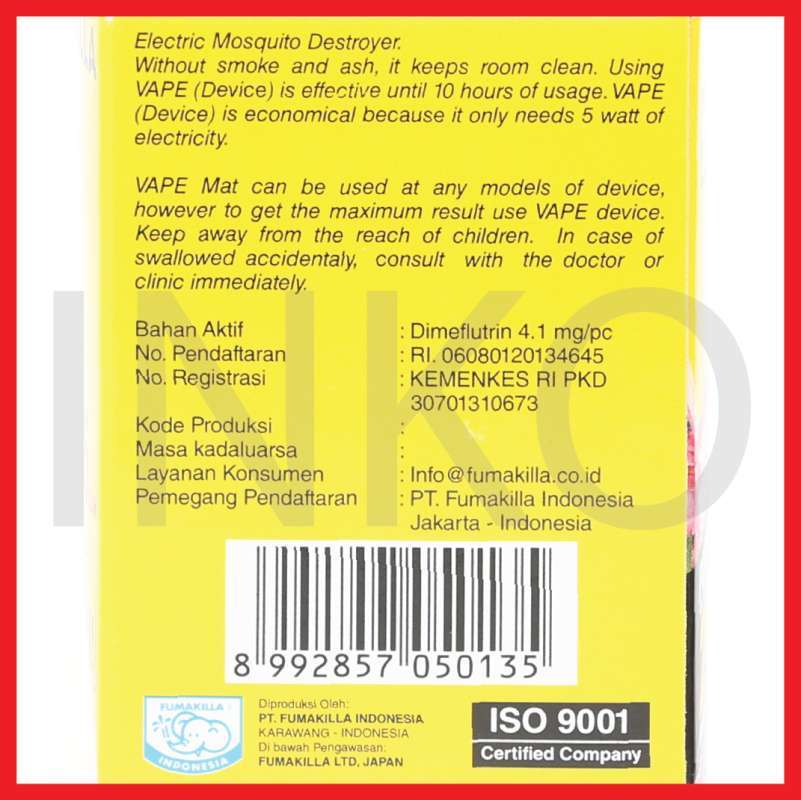 Electric Mosquito Destroyer.
Without smoke and ash, it keeps room clean. Using
VAPE (Device) is effective until 10 hours of usage. VAPE
(Device) is economical because it only needs 5 watt of
electricity.
VAPE Mat can be used at any models of device,
however to get the maximum result use VAPE device.
Keep away from the reach of children. In case of
swallowed accidentaly, consult with the doctor or
clinic immediately.
INKO
Bahan Aktif : Dimeflutrin 4.1 mg/pc
No. Pendaftaran : RI. 06080120134645
No. Registrasi : KEMENKES RI PKD
30701310673
Kode Produksi :
Masa kadaluarsa :
Layanan Konsumen : Info@fumakilla.co.id
Pemegang Pendaftaran : PT. Fumakilla Indonesia
Jakarta - Indonesia
8 992857 050135
FUMAKILLA
INDONESIA
Diproduksi Oleh:
PT. FUMAKILLA INDONESIA
KARAWANG - INDONESIA
Di bawah Pengawasan:
FUMAKILLA LTD, JAPAN
ISO 9001
Certified Company